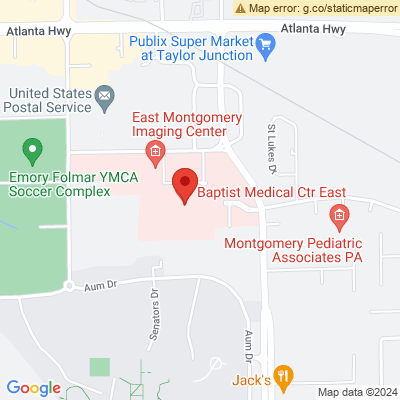 Map error: g.co/staticmaperror
Atlanta Hwy
Atlanta Hwy
Publix Super Market
at Taylor Junction
United States
Postal Service
East Montgomery
Imaging Center
St Lukes Dr
Emory Folmar YMCA
Soccer Complex
Baptist Medical Ctr East
Montgomery Pediatric
Associates PA
Aum Dr
Senators Dr
Aum Dr
Jack's
Google
Map data ©2024